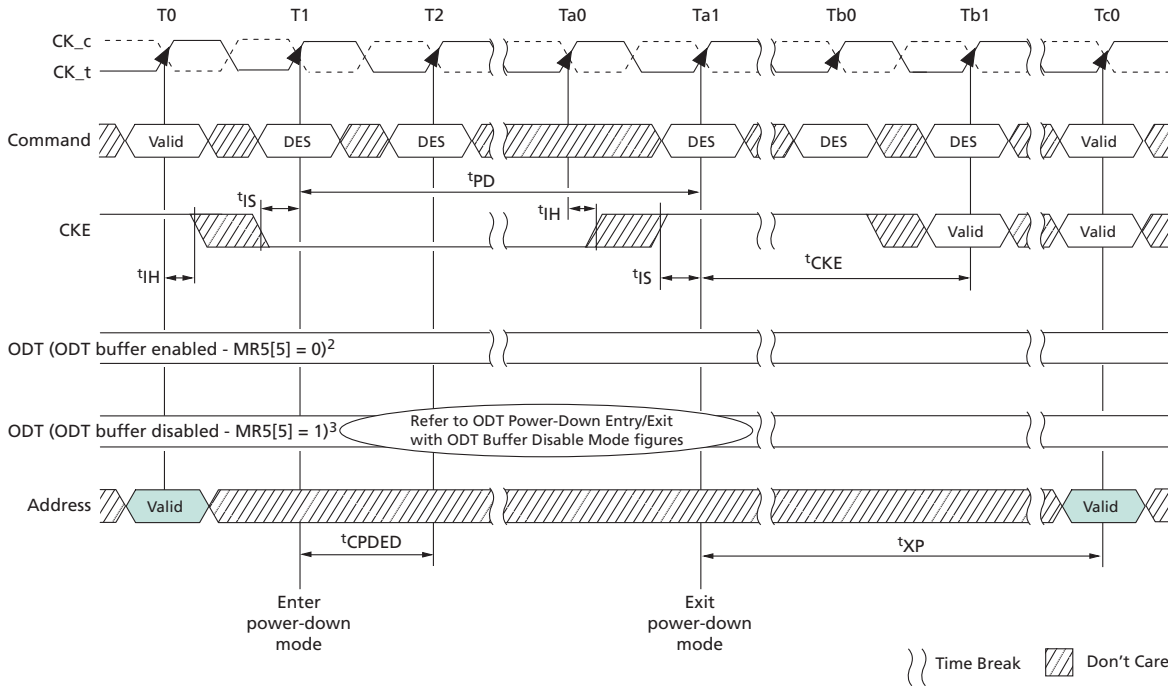 T0 T1 T2 Ta0 Ta1 Tb0 Tb1 Tc0
CK_c
CK_t
Command Valid DES DES DES DES DES Valid
tPD
tIS
tIH
CKE Valid Valid
tIH
tIS
tCKE
ODT (ODT buffer enabled - MR5[5] = 0)2
ODT (ODT buffer disabled - MR5[5] = 1)3
Refer to ODT Power-Down Entry/Exit
with ODT Buffer Disable Mode figures
Address Valid Valid
tCPDED
tXP
Enter
power-down
mode
Exit
power-down
mode
Time Break
Don't Care